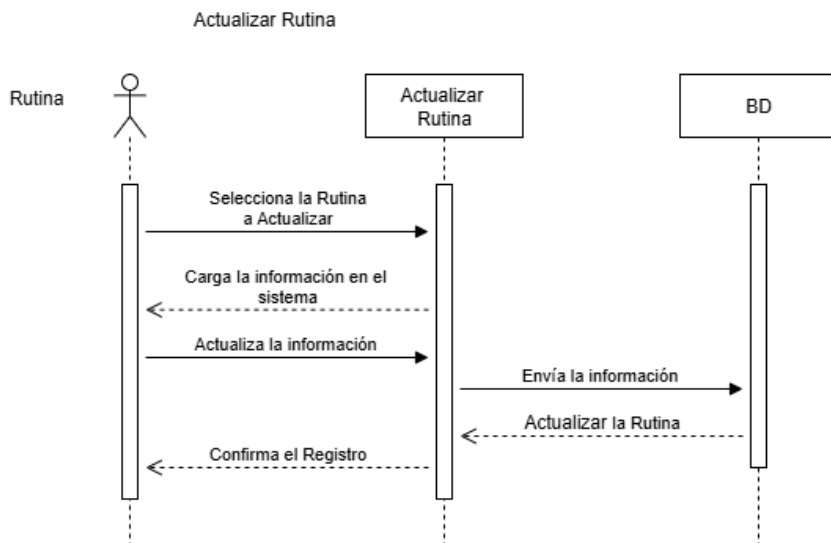 Actualizar Rutina
Rutina
Actualizar
Rutina
BD
Selecciona la Rutina
a Actualizar
Carga la información en el
sistema
Actualiza la información
Envía la información
Actualizar la Rutina
Confirma el Registro